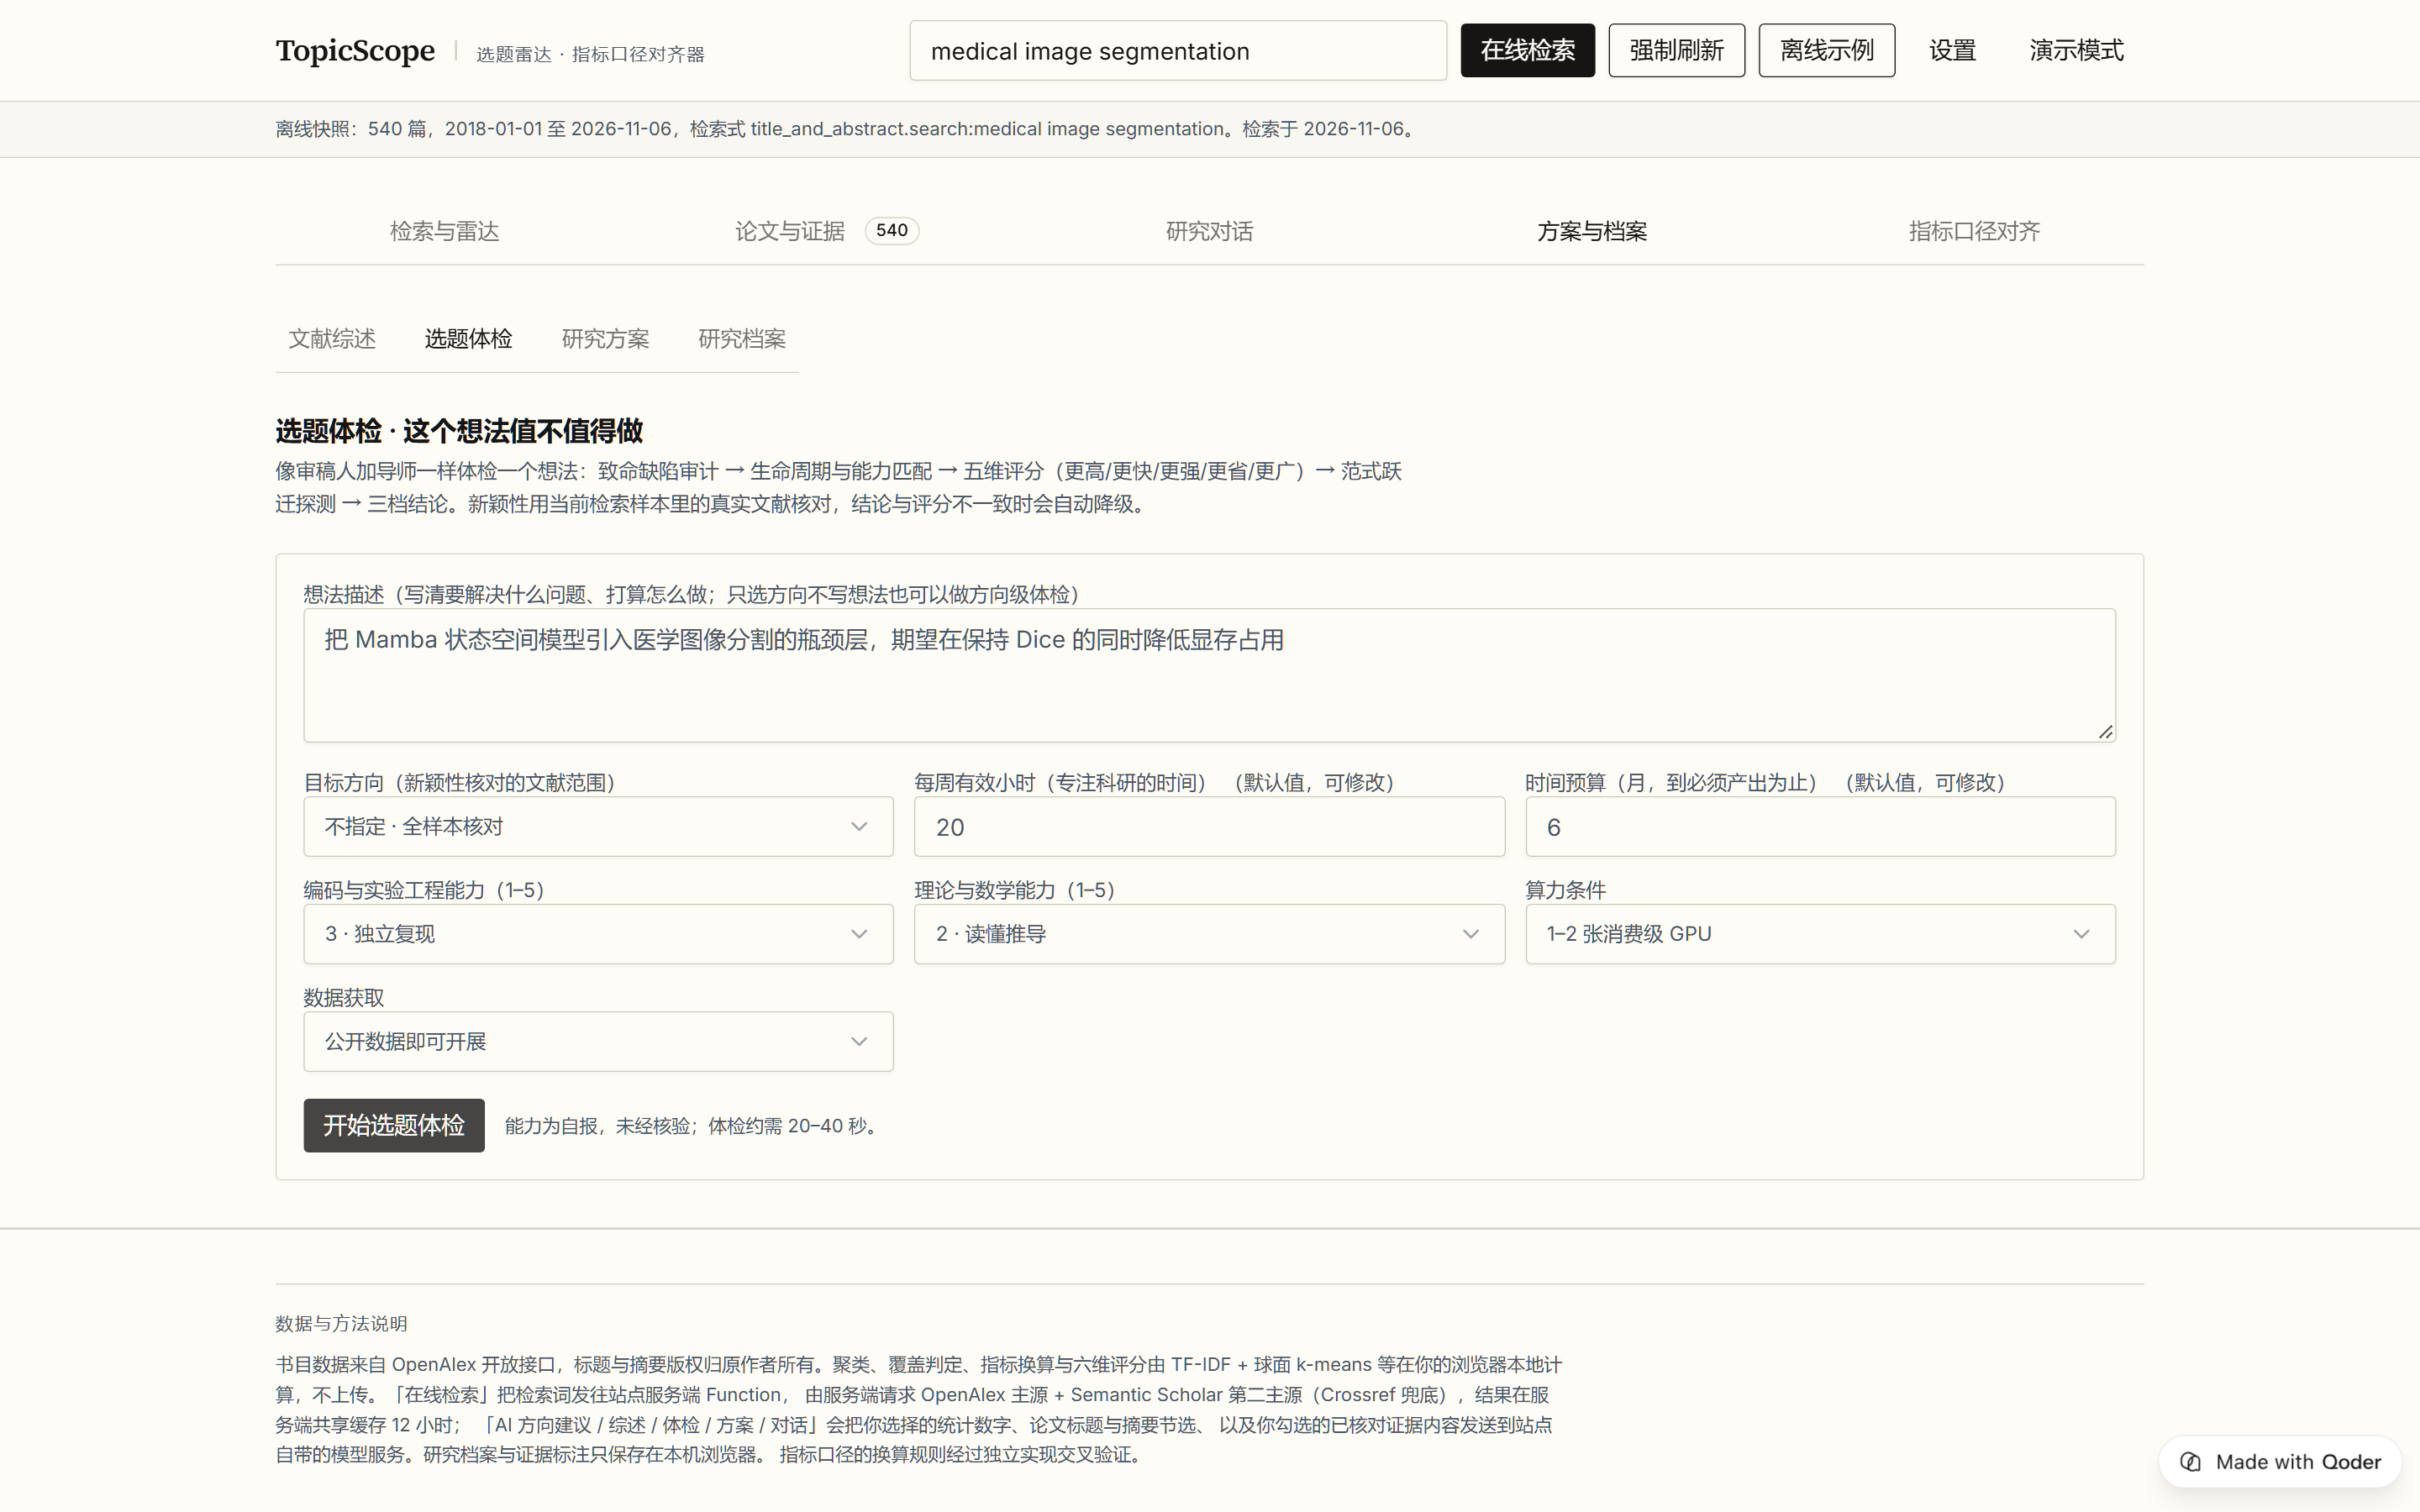 TopicScope
选题雷达 · 指标口径对齐器
medical image segmentation
在线检索
强制刷新
离线示例
设置
演示模式
离线快照：540 篇，2018-01-01 至 2026-11-06，检索式 title_and_abstract.search:medical image segmentation。检索于 2026-11-06。
检索与雷达
论文与证据 540
研究对话
方案与档案
指标口径对齐
文献综述
选题体检
研究方案
研究档案
选题体检 · 这个想法值不值得做
像审稿人加导师一样体检一个想法：致命缺陷审计 → 生命周期与能力匹配 → 五维评分（更高/更快/更强/更省/更广）→ 范式跃
迁探测 → 三档结论。新颖性用当前检索样本里的真实文献核对，结论与评分不一致时会自动降级。
想法描述（写清要解决什么问题、打算怎么做；只选方向不写想法也可以做方向级体检）
把 Mamba 状态空间模型引入医学图像分割的瓶颈层，期望在保持 Dice 的同时降低显存占用
目标方向（新颖性核对的文献范围）
不指定 · 全样本核对
每周有效小时（专注科研的时间）（默认值，可修改）
20
时间预算（月，到必须产出为止）（默认值，可修改）
6
编码与实验工程能力（1–5）
3 · 独立复现
理论与数学能力（1–5）
2 · 读懂推导
算力条件
1–2 张消费级 GPU
数据获取
公开数据即可开展
开始选题体检
能力为自报，未经核验；体检约需 20–40 秒。
数据与方法说明
书目数据来自 OpenAlex 开放接口，标题与摘要版权归原作者所有。聚类、覆盖判定、指标换算与六维评分由 TF-IDF + 球面 k-means 等在你的浏览器本地计
算，不上传。「在线检索」把检索词发往站点服务端 Function， 由服务端请求 OpenAlex 主源 + Semantic Scholar 第二主源（Crossref 兜底），结果在服
务端共享缓存 12 小时； 「AI 方向建议 / 综述 / 体检 / 方案 / 对话」会把你选择的统计数字、论文标题与摘要节选、 以及你勾选的已核对证据内容发送到站点
自带的模型服务。研究档案与证据标注只保存在本机浏览器。 指标口径的换算规则经过独立实现交叉验证。
Made with Qoder